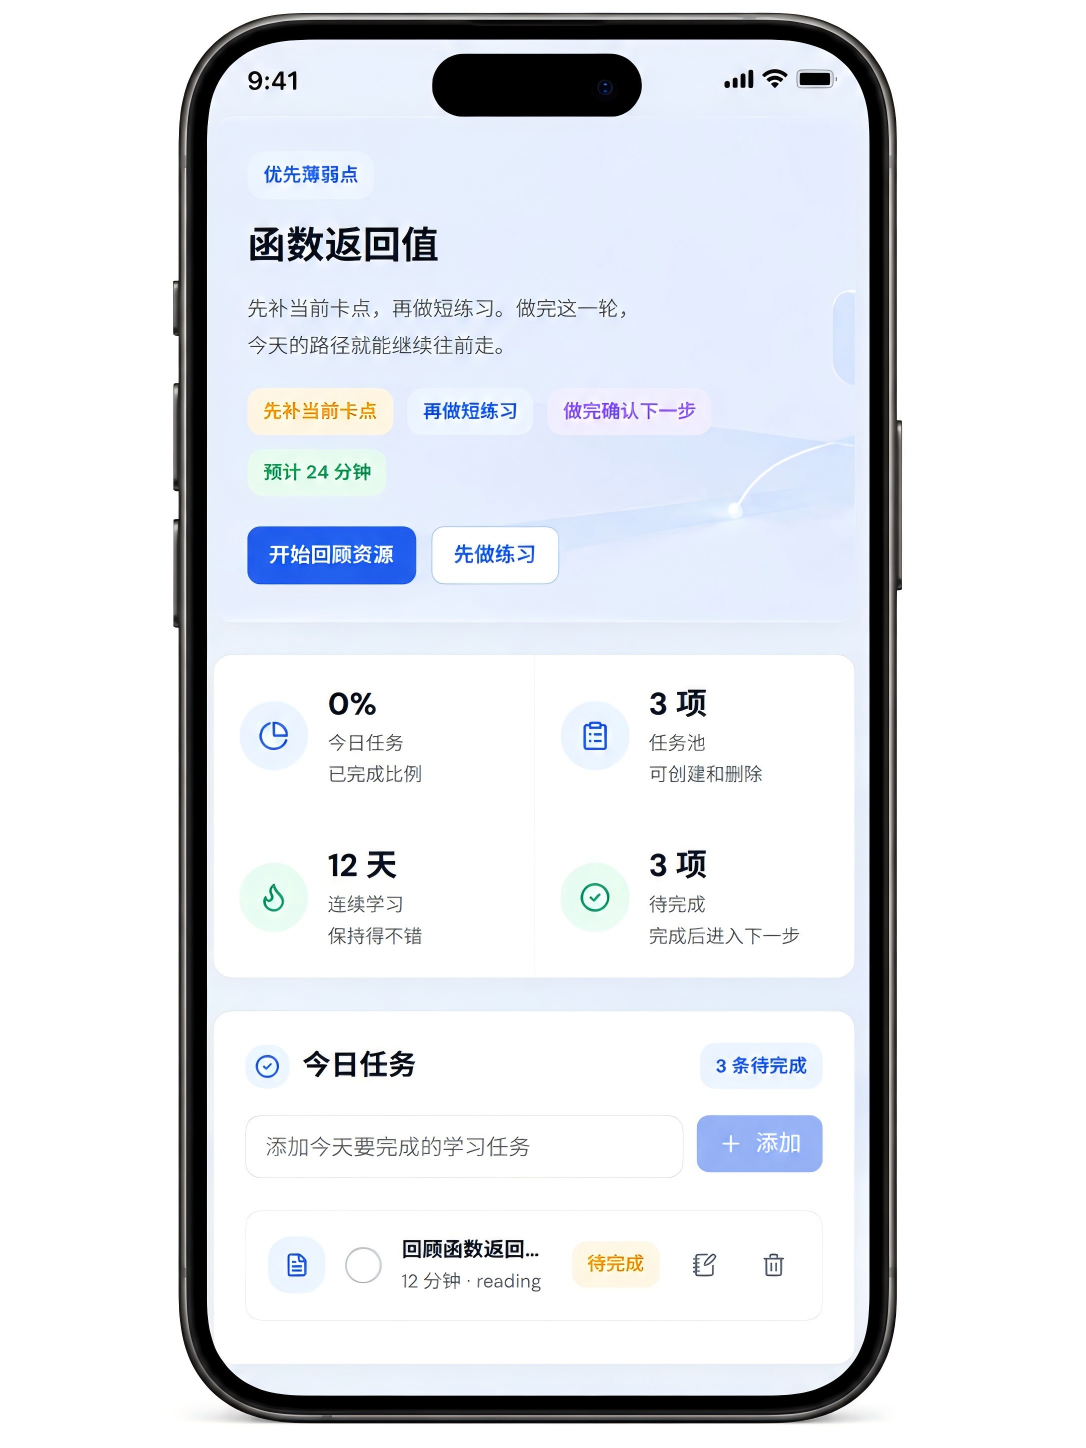 9:41
优先薄弱点
函数返回值
先补当前卡点，再做短练习。做完这一轮，
今天的路径就能继续往前走。
先补当前卡点 再做短练习 做完确认下一步
预计 24 分钟
开始回顾资源 先做练习
0%
今日任务
已完成比例
3 项
任务池
可创建和删除
12 天
连续学习
保持得不错
3 项
待完成
完成后进入下一步
今日任务
3 条待完成
添加今天要完成的学习任务
添加
回顾函数返回...
12 分钟 · reading
待完成